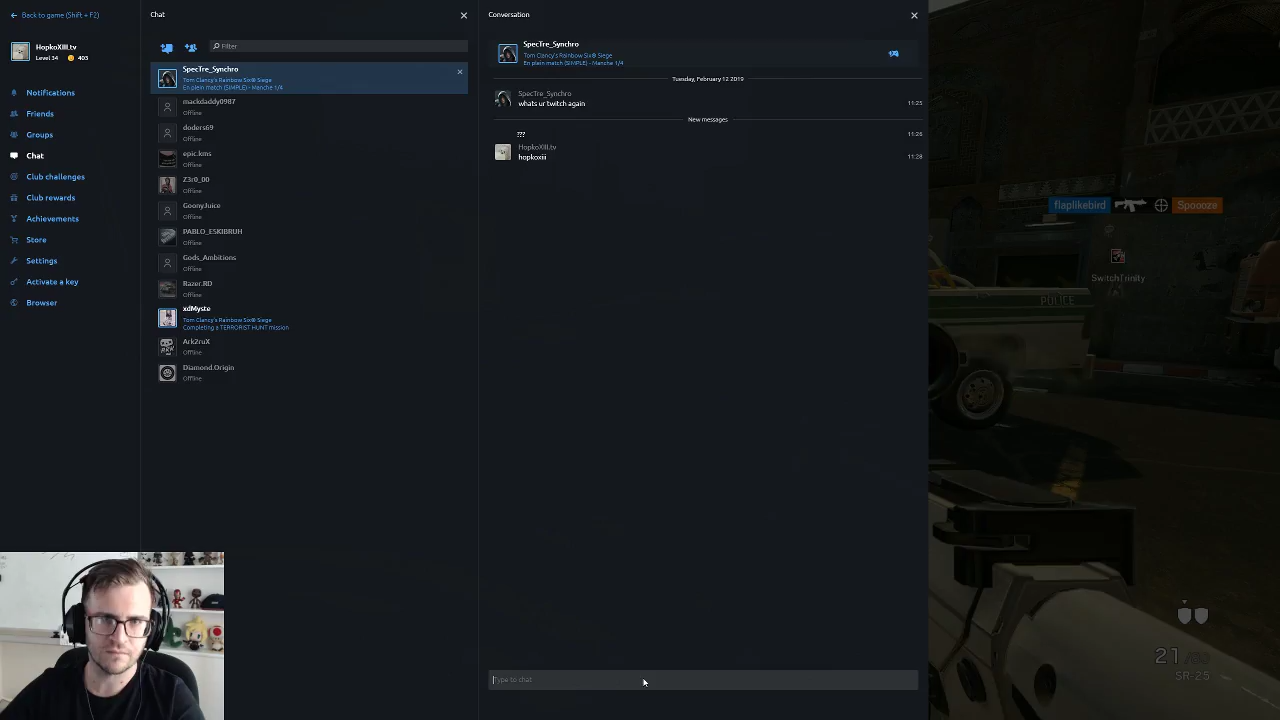 Back to game (Shift + F2)
HopkoXIII.tv
Level 34
403
Notifications
Friends
Groups
Chat
Club challenges
Club rewards
Achievements
Store
Settings
Activate a key
Browser
Chat
Filter
SpecTre_Synchro
Tom Clancy's Rainbow Six® Siege
En plain match (SIMPLE) - Manche 1/4
mackdaddy0987
Offline
doders69
Offline
epic.kms
Offline
Z3r0_00
Offline
GoonyJuice
Offline
PABLO_ESKIBRUH
Offline
Gods_Ambitions
Offline
Razer.RD
Offline
xdMyste
Tom Clancy's Rainbow Six® Siege
Completing a TERRORIST HUNT mission
Ark2ruX
Offline
Diamond.Origin
Offline
Conversation
SpecTre_Synchro
Tom Clancy's Rainbow Six® Siege
En plain match (SIMPLE) - Manche 1/4
Tuesday, February 12 2019
SpecTre_Synchro
whats ur twitch again 11:25
New messages
??? 11:26
HopkoXIII.tv
hopkoxiii 11:28
Type to chat
flaplikebird Spoooze
SwitchTrinity
POLICE
21
SR-25